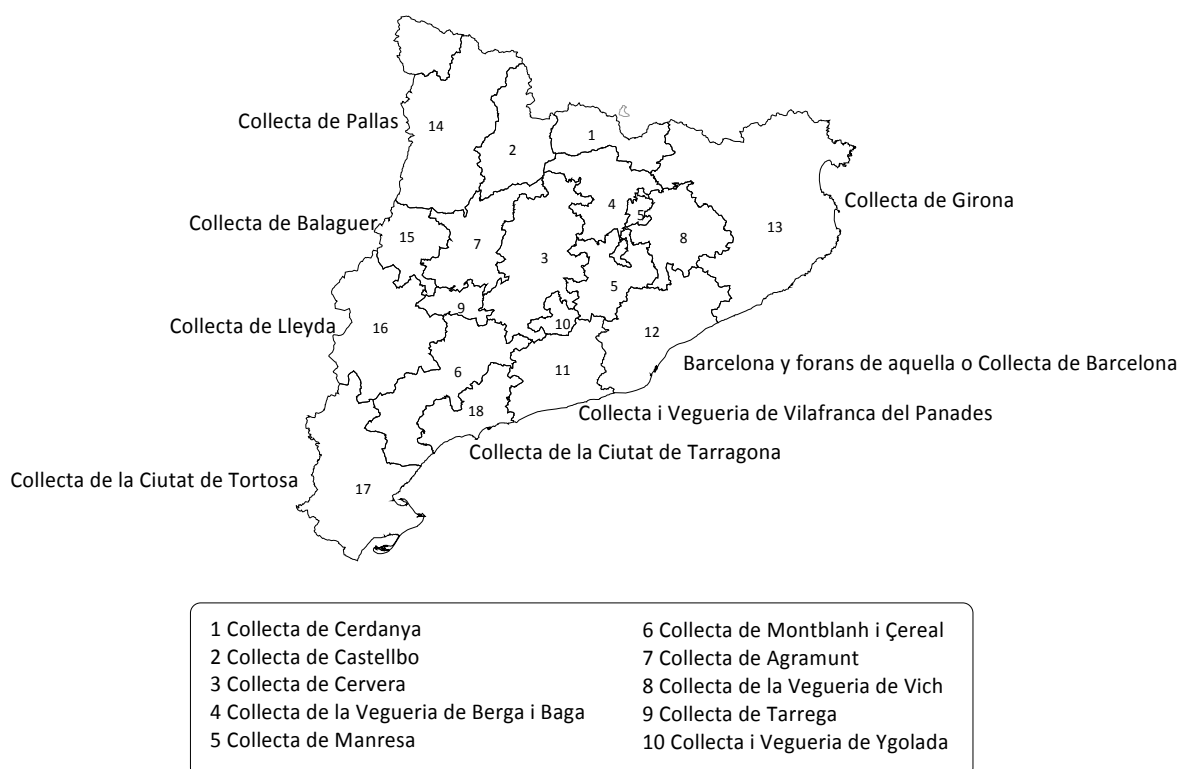 Collecta de Pallas
14
1
2
Collecta de Girona
4
5
Collecta de Balaguer
15
7
8
13
3
5
9
Collecta de Lleyda
16
10
12
Barcelona y forans de aquella o Collecta de Barcelona
6
11
18
Collecta i Vegueria de Vilafranca del Panades
Collecta de la Ciutat de Tarragona
Collecta de la Ciutat de Tortosa
17
1 Collecta de Cerdanya
2 Collecta de Castellbo
3 Collecta de Cervera
4 Collecta de la Vegueria de Berga i Baga
5 Collecta de Manresa
6 Collecta de Montblanh i Çereal
7 Collecta de Agramunt
8 Collecta de la Vegueria de Vich
9 Collecta de Tarrega
10 Collecta i Vegueria de Ygolada